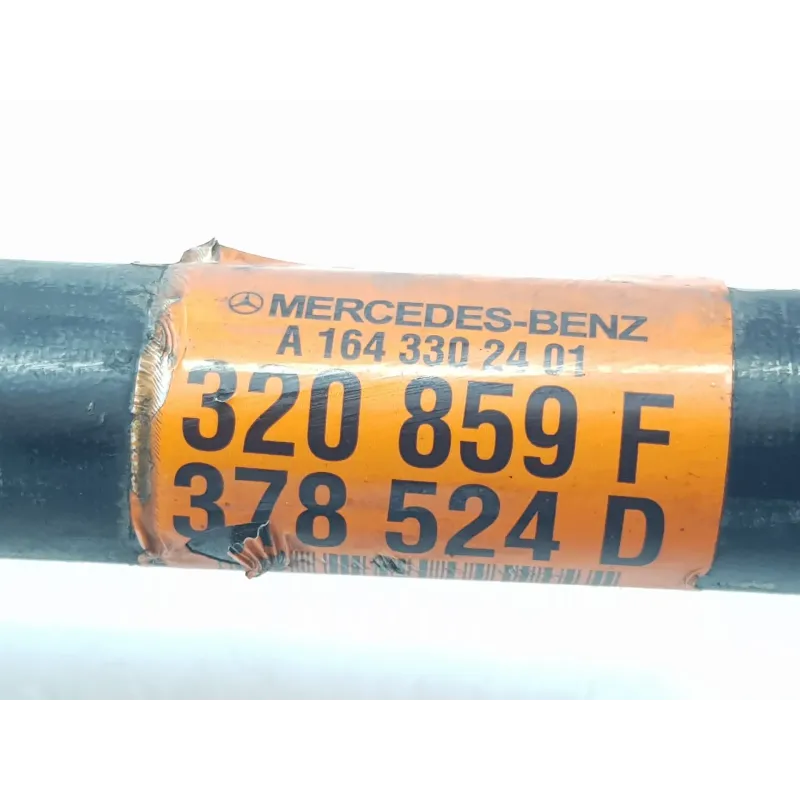 MERCEDES-BENZ
A 164 330 24 01
320 859 F
378 524 D